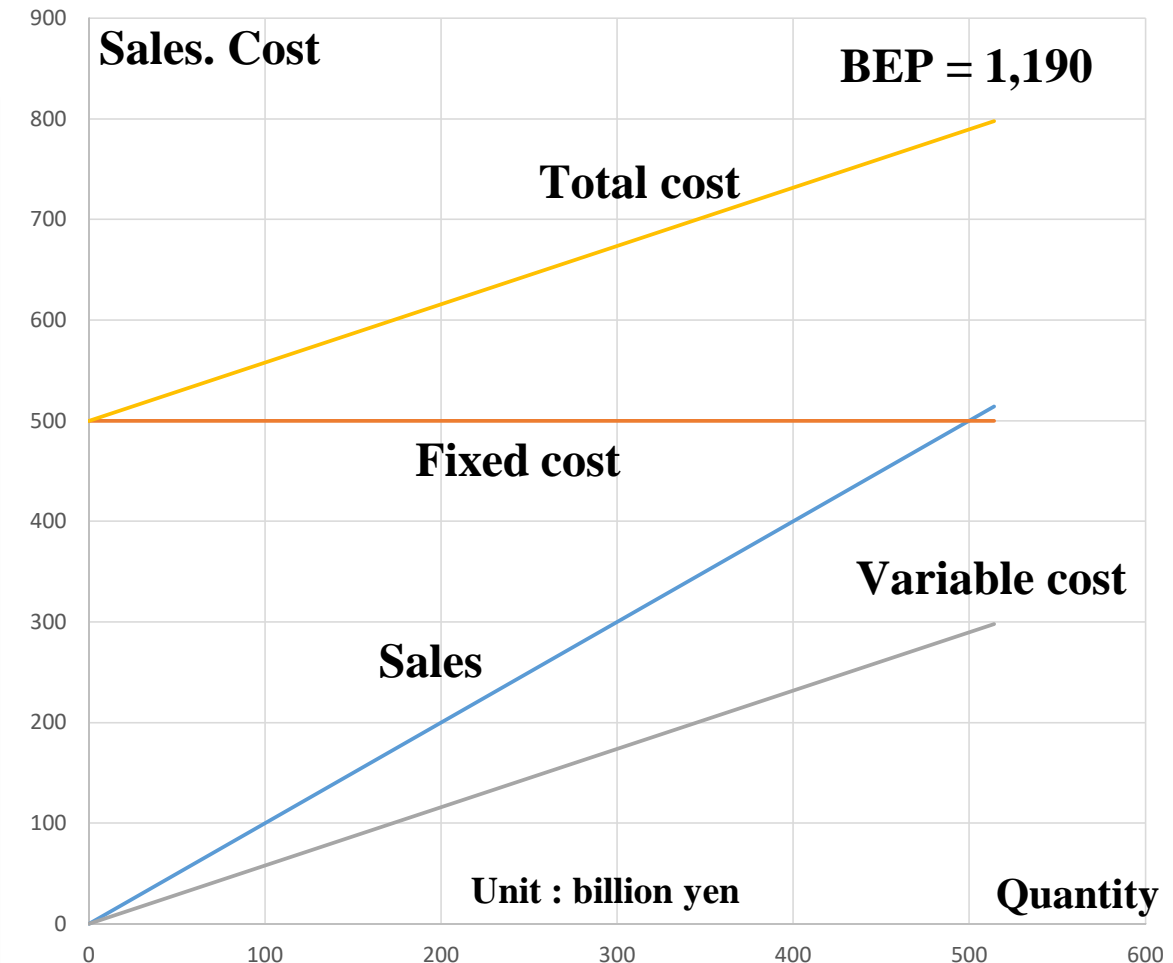 900
Sales. Cost
BEP = 1,190
800
Total cost
700
600
500
Fixed cost
400
Variable cost
300
Sales
200
100
Unit : billion yen
Quantity
0
0 100 200 300 400 500 600